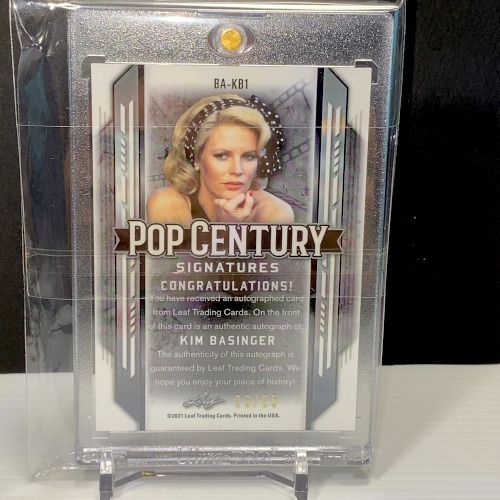 BA-KB1
POP CENTURY
SIGNATURES
CONGRATULATIONS!
You have received an autographed card
from Leaf Trading Cards. On the front
of this card is an authentic autograph of:
KIM BASINGER
The authenticity of this autograph is
guaranteed by Leaf Trading Cards. We
hope you enjoy your piece of history!
Leaf
©2021 Leaf Trading Cards. Printed in the USA.